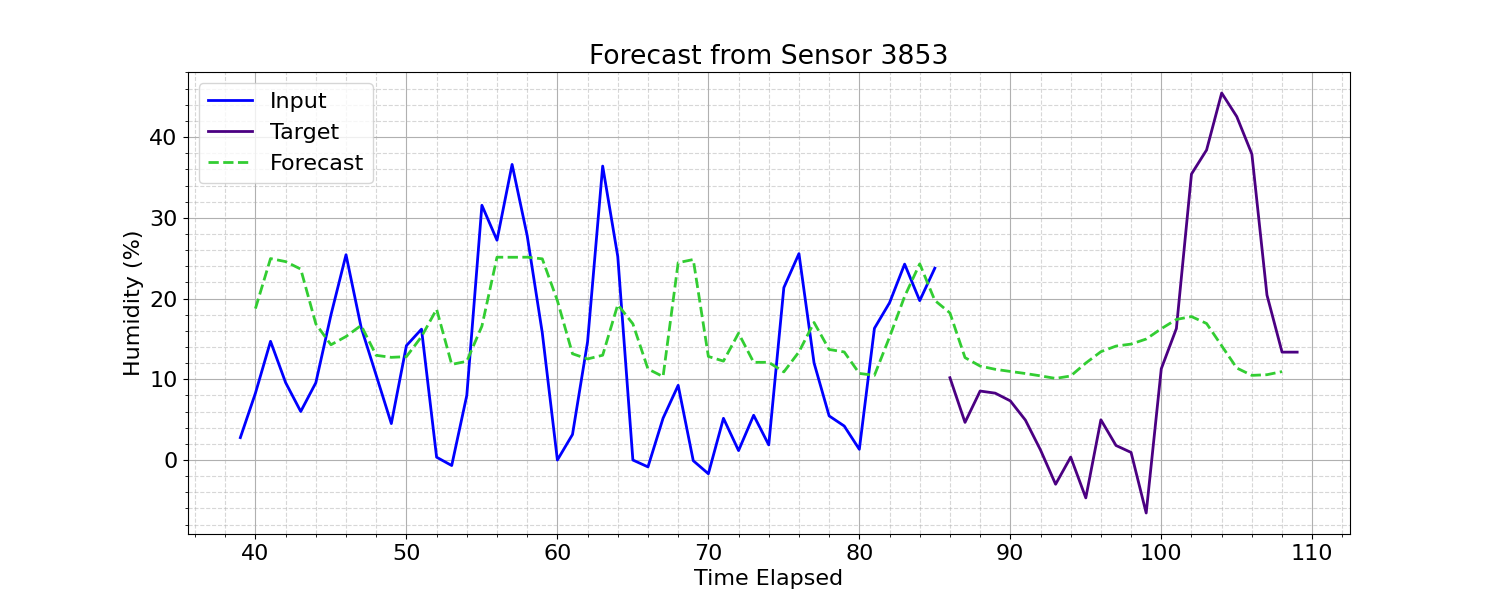 Forecast from Sensor 3853
Input
Target
Forecast
Humidity (%)
40
30
20
10
0
40 50 60 70 80 90 100 110
Time Elapsed